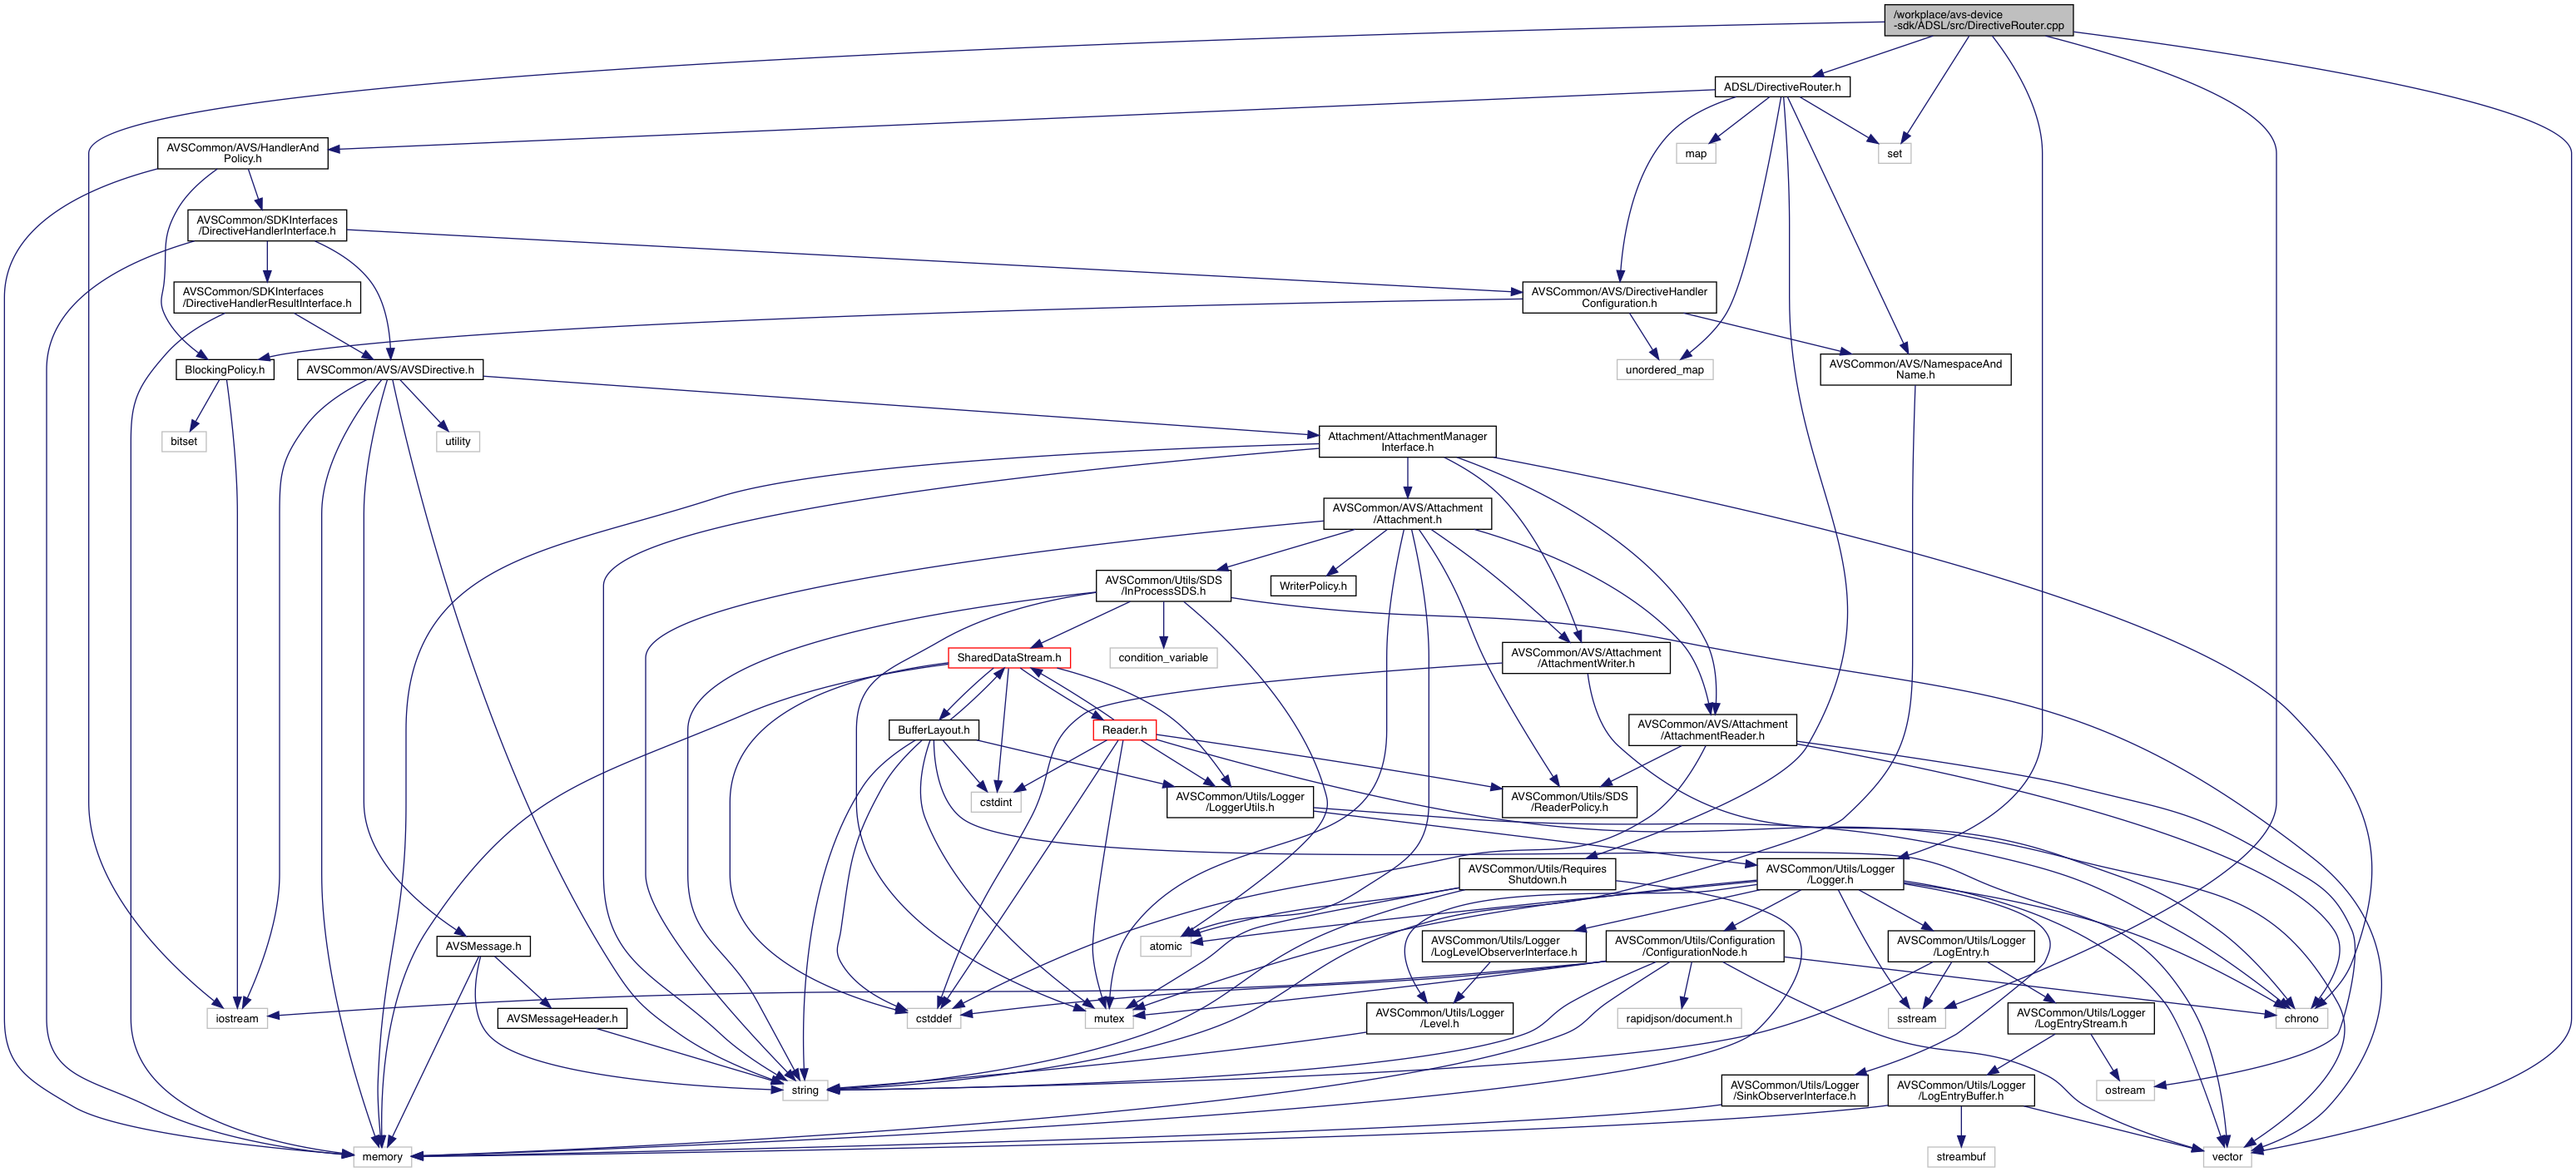 /workplace/avs-device
-sdk/ADSL/src/DirectiveRouter.cpp
ADSL/DirectiveRouter.h
AVSCommon/AVS/HandlerAnd
Policy.h
map
set
AVSCommon/SDKInterfaces
/DirectiveHandlerInterface.h
AVSCommon/SDKInterfaces
/DirectiveHandlerResultInterface.h
AVSCommon/AVS/DirectiveHandler
Configuration.h
BlockingPolicy.h
AVSCommon/AVS/AVSDirective.h
unordered_map
AVSCommon/AVS/NamespaceAnd
Name.h
bitset
utility
Attachment/AttachmentManager
Interface.h
AVSCommon/AVS/Attachment
/Attachment.h
AVSCommon/Utils/SDS
/InProcessSDS.h
WriterPolicy.h
SharedDataStream.h
condition_variable
AVSCommon/AVS/Attachment
/AttachmentWriter.h
BufferLayout.h
Reader.h
AVSCommon/AVS/Attachment
/AttachmentReader.h
cstdint
AVSCommon/Utils/Logger
/LoggerUtils.h
AVSCommon/Utils/SDS
/ReaderPolicy.h
AVSCommon/Utils/Requires
Shutdown.h
AVSCommon/Utils/Logger
/Logger.h
AVSMessage.h
atomic
AVSCommon/Utils/Logger
/LogLevelObserverInterface.h
AVSCommon/Utils/Configuration
/ConfigurationNode.h
AVSCommon/Utils/Logger
/LogEntry.h
iostream
AVSMessageHeader.h
cstddef
mutex
AVSCommon/Utils/Logger
/Level.h
rapidjson/document.h
sstream
AVSCommon/Utils/Logger
/LogEntryStream.h
chrono
string
AVSCommon/Utils/Logger
/SinkObserverInterface.h
AVSCommon/Utils/Logger
/LogEntryBuffer.h
ostream
memory
streambuf
vector